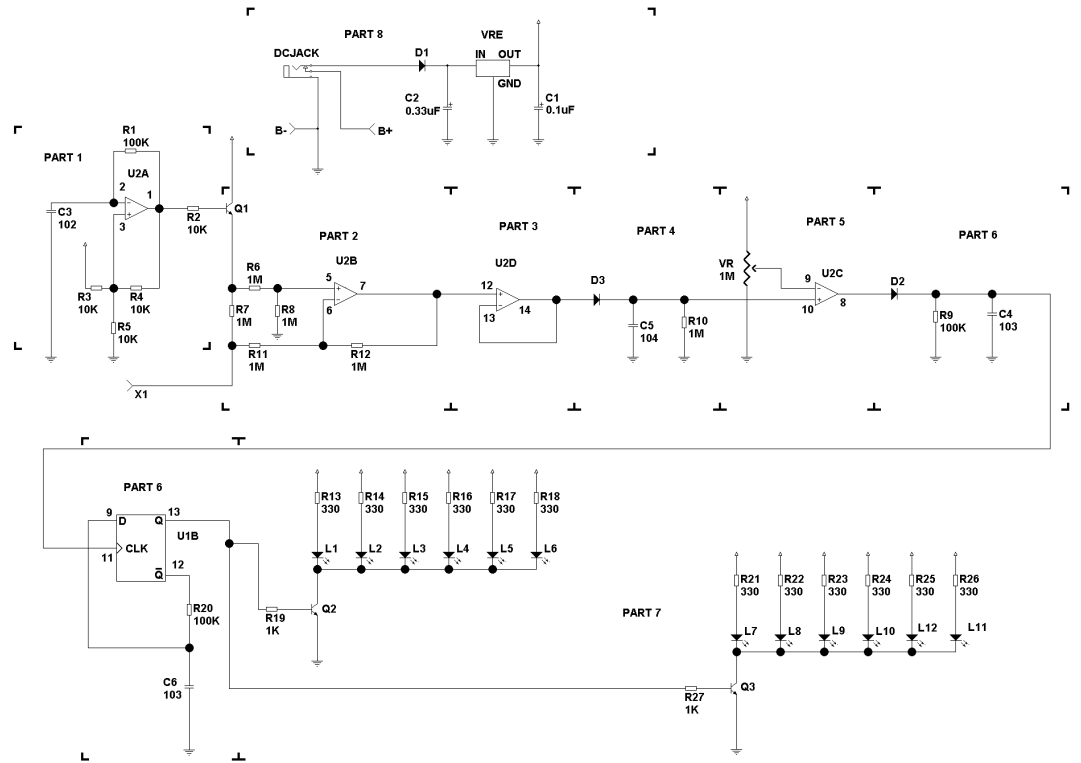 PART 8
DCJACK
D1
VRE
IN OUT
GND
C2
0.33uF
C1
0.1uF
B-
B+
PART 1
R1
100K
U2A
2
1
3
C3
102
R2
10K
Q1
R3
10K
R4
10K
R5
10K
X1
PART 2
R6
1M
R7
1M
R8
1M
U2B
5
7
6
R11
1M
R12
1M
PART 3
U2D
12
14
13
PART 4
D3
C5
104
R10
1M
PART 5
VR
1M
U2C
9
8
10
PART 6
D2
R9
100K
C4
103
PART 6
9
D
Q
13
U1B
CLK
11
Q
12
R20
100K
C6
103
R13
330
R14
330
R15
330
R16
330
R17
330
R18
330
L1
L2
L3
L4
L5
L6
R19
1K
Q2
PART 7
R21
330
R22
330
R23
330
R24
330
R25
330
R26
330
L7
L8
L9
L10
L12
L11
R27
1K
Q3